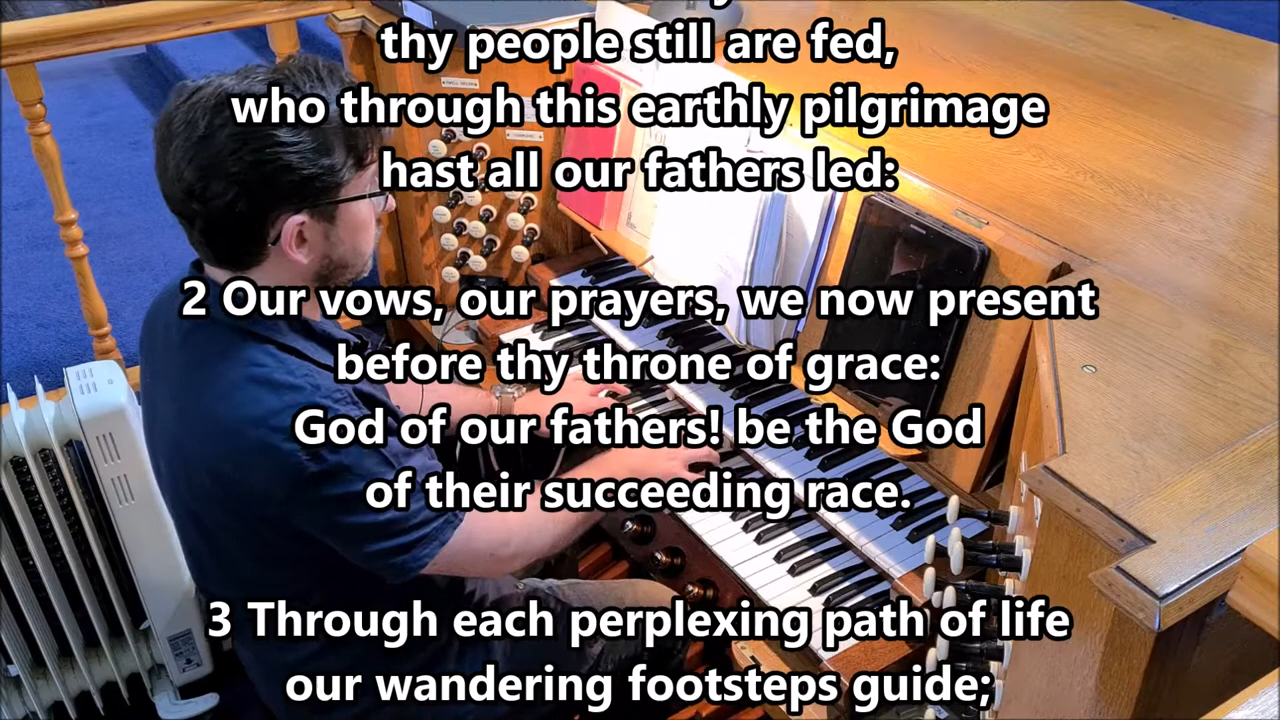 thy people still are fed,
who through this earthly pilgrimage
hast all our fathers led:
2 Our vows, our prayers, we now present
before thy throne of grace:
God of our fathers! be the God
of their succeeding race.
3 Through each perplexing path of life
our wandering footsteps guide;